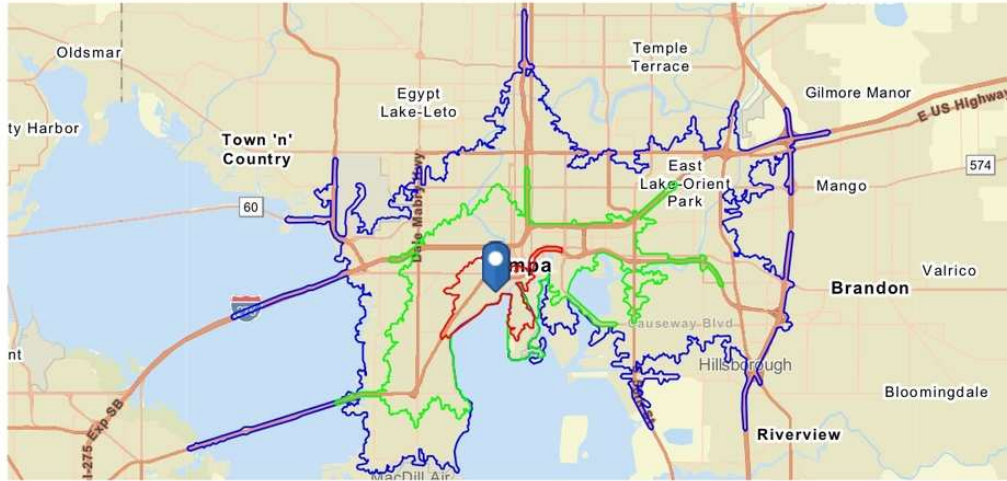 Oldsmar
Temple
Terrace
Egypt
Lake-Leto
Gilmore Manor
E US Highway
ty Harbor
Town 'n'
Country
Dale Mabry Hwy
East
Lake-Orient
Park
574
Mango
60
mpa
Valrico
Brandon
nt
Causeway Blvd
Hillsborough
Bloomingdale
I-275 Exp SB
Riverview
MacDill Air